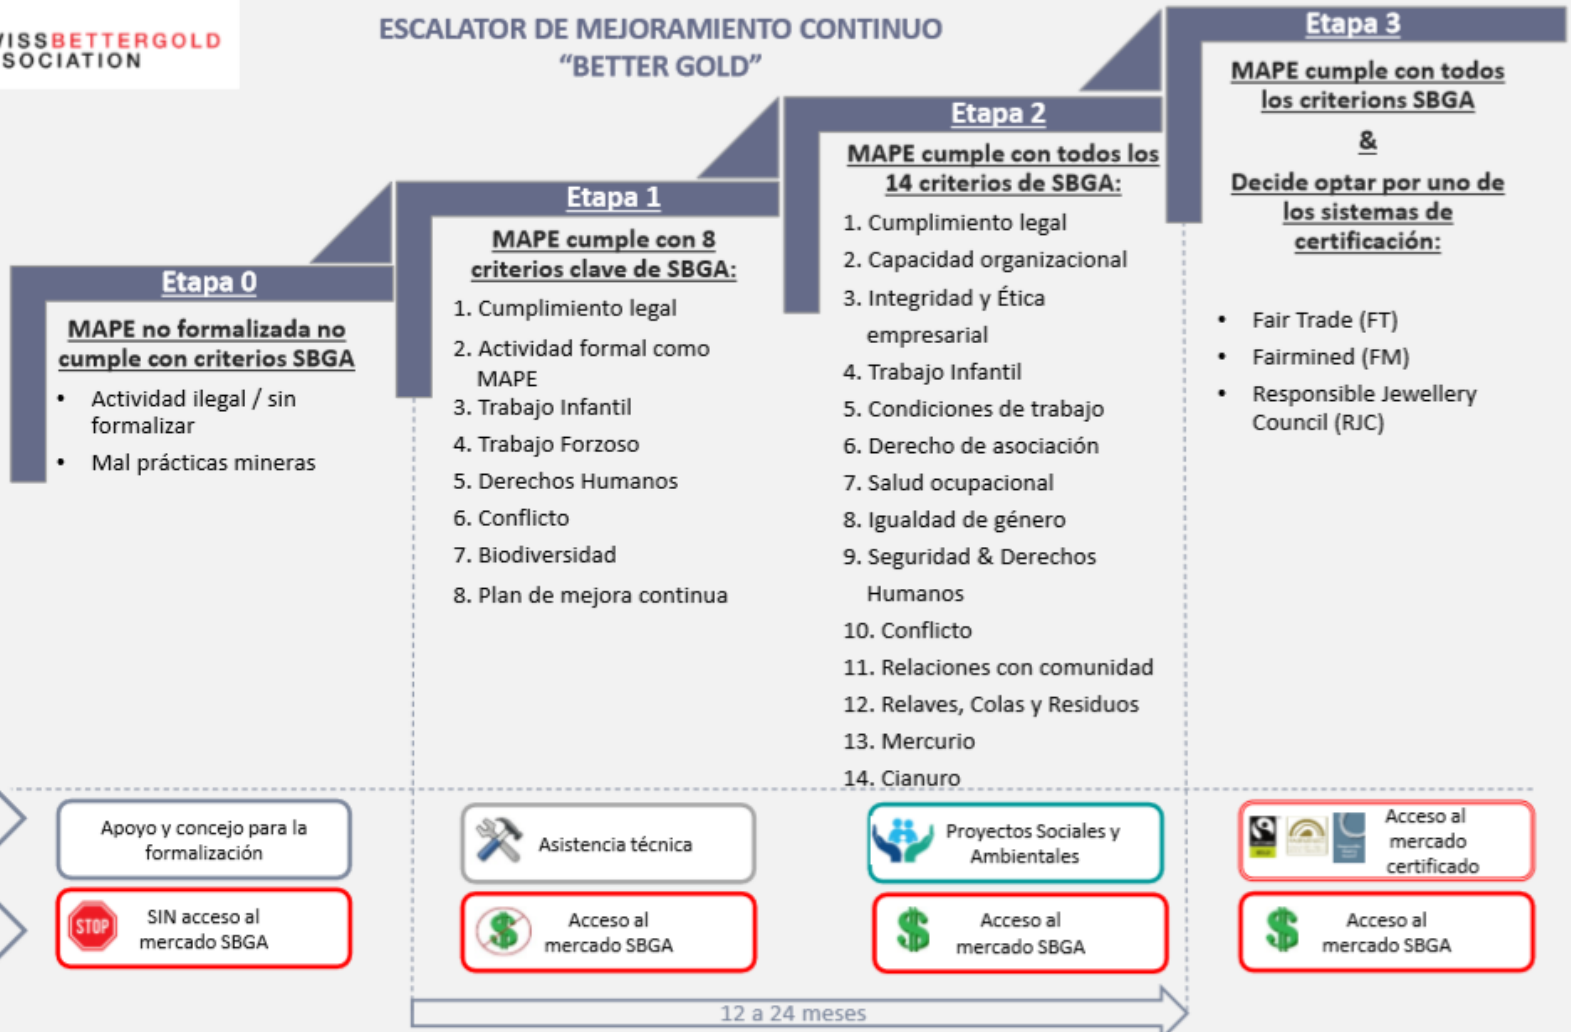 VISSBETTERGOLD
SOCIATION
ESCALATOR DE MEJORAMIENTO CONTINUO
“BETTER GOLD”
Etapa 0
MAPE no formalizada no
cumple con criterios SBGA
• Actividad ilegal / sin
formalizar
• Mal prácticas mineras
Etapa 1
MAPE cumple con 8
criterios clave de SBGA:
1. Cumplimiento legal
2. Actividad formal como
MAPE
3. Trabajo Infantil
4. Trabajo Forzoso
5. Derechos Humanos
6. Conflicto
7. Biodiversidad
8. Plan de mejora continua
Etapa 2
MAPE cumple con todos los
14 criterios de SBGA:
1. Cumplimiento legal
2. Capacidad organizacional
3. Integridad y Ética
empresarial
4. Trabajo Infantil
5. Condiciones de trabajo
6. Derecho de asociación
7. Salud ocupacional
8. Igualdad de género
9. Seguridad & Derechos
Humanos
10. Conflicto
11. Relaciones con comunidad
12. Relaves, Colas y Residuos
13. Mercurio
14. Cianuro
Etapa 3
MAPE cumple con todos
los criterions SBGA
&
Decide optar por uno de
los sistemas de
certificación:
• Fair Trade (FT)
• Fairmined (FM)
• Responsible Jewellery
Council (RJC)
Apoyo y concejo para la
formalización
Asistencia técnica
Proyectos Sociales y
Ambientales
Acceso al
mercado
certificado
STOP
SIN acceso al
mercado SBGA
Acceso al
mercado SBGA
Acceso al
mercado SBGA
Acceso al
mercado SBGA
12 a 24 meses